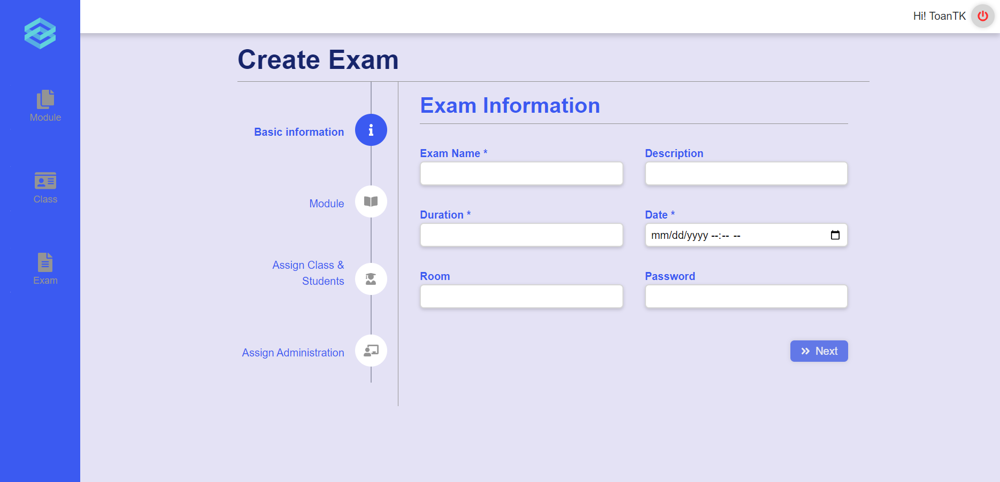 Hi! ToanTK
Module
Class
Exam
Create Exam
Basic information
Module
Assign Class &
Students
Assign Administration
Exam Information
Exam Name *
Description
Duration *
Date *
mm/dd/yyyy --:-- --
Room
Password
Next